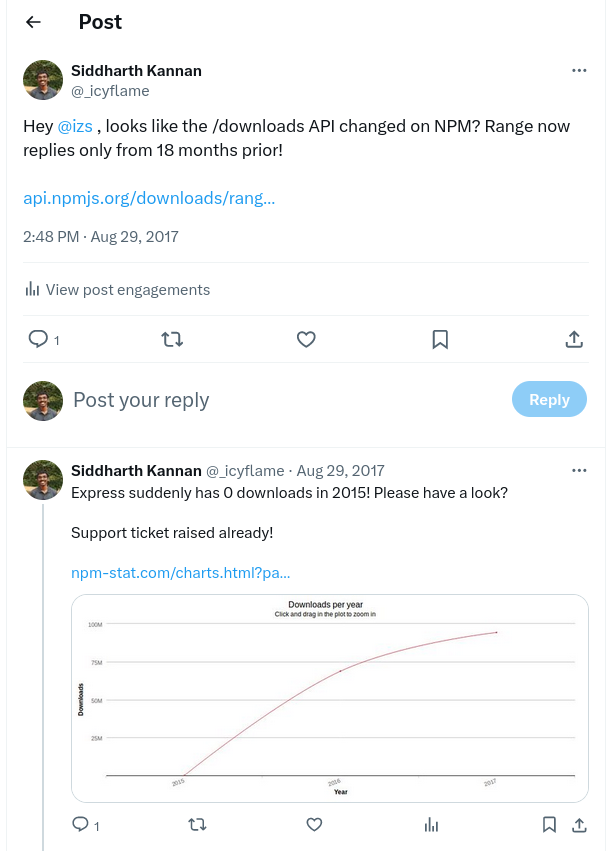 Post
Siddharth Kannan
@_icyflame
Hey @izs , looks like the /downloads API changed on NPM? Range now
replies only from 18 months prior!
api.npmjs.org/downloads/rang...
2:48 PM · Aug 29, 2017
View post engagements
1
Post your reply
Reply
Siddharth Kannan @_icyflame · Aug 29, 2017
Express suddenly has 0 downloads in 2015! Please have a look?
Support ticket raised already!
npm-stat.com/charts.html?pa...
Downloads per year
Click and drag in the plot to zoom in
100M
75M
50M
25M
Downloads
2015
2016
2017
Year
1